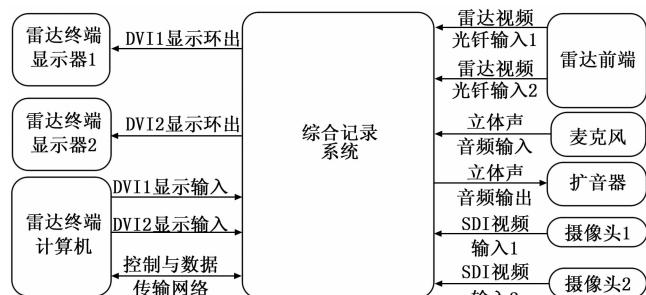 雷达终端
显示器1
DVI1显示环出
雷达终端
显示器2
DVI2显示环出
雷达终端
计算机
DVI1显示输入
DVI2显示输入
控制与数据
传输网络
综合记录
系统
雷达视频
光钎输入1
雷达视频
光钎输入2
雷达前端
立体声
音频输入
麦克风
立体声
音频输出
扩音器
SDI视频
输入1
摄像头1
SDI视频
摄像头2